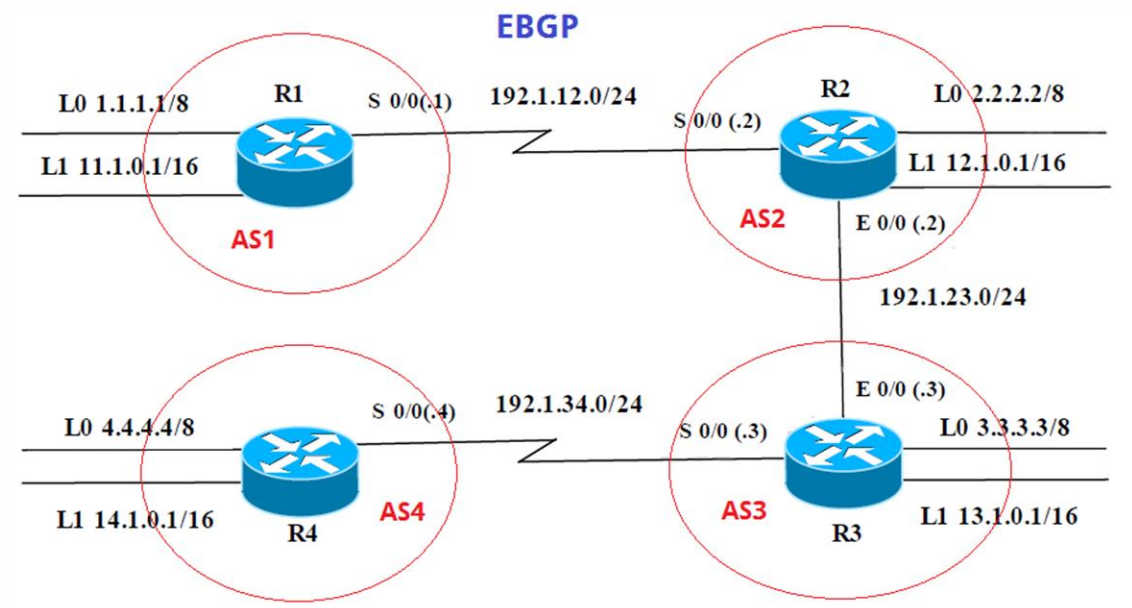 EBGP
L0 1.1.1.1/8
R1
S 0/0(.1)
192.1.12.0/24
S 0/0 (.2)
R2
L0 2.2.2.2/8
L1 11.1.0.1/16
L1 12.1.0.1/16
AS1
AS2
E 0/0 (.2)
192.1.23.0/24
L0 4.4.4.4/8
S 0/0(.4)
192.1.34.0/24
S 0/0 (.3)
E 0/0 (.3)
L0 3.3.3.3/8
L1 14.1.0.1/16
R4
AS4
AS3
R3
L1 13.1.0.1/16